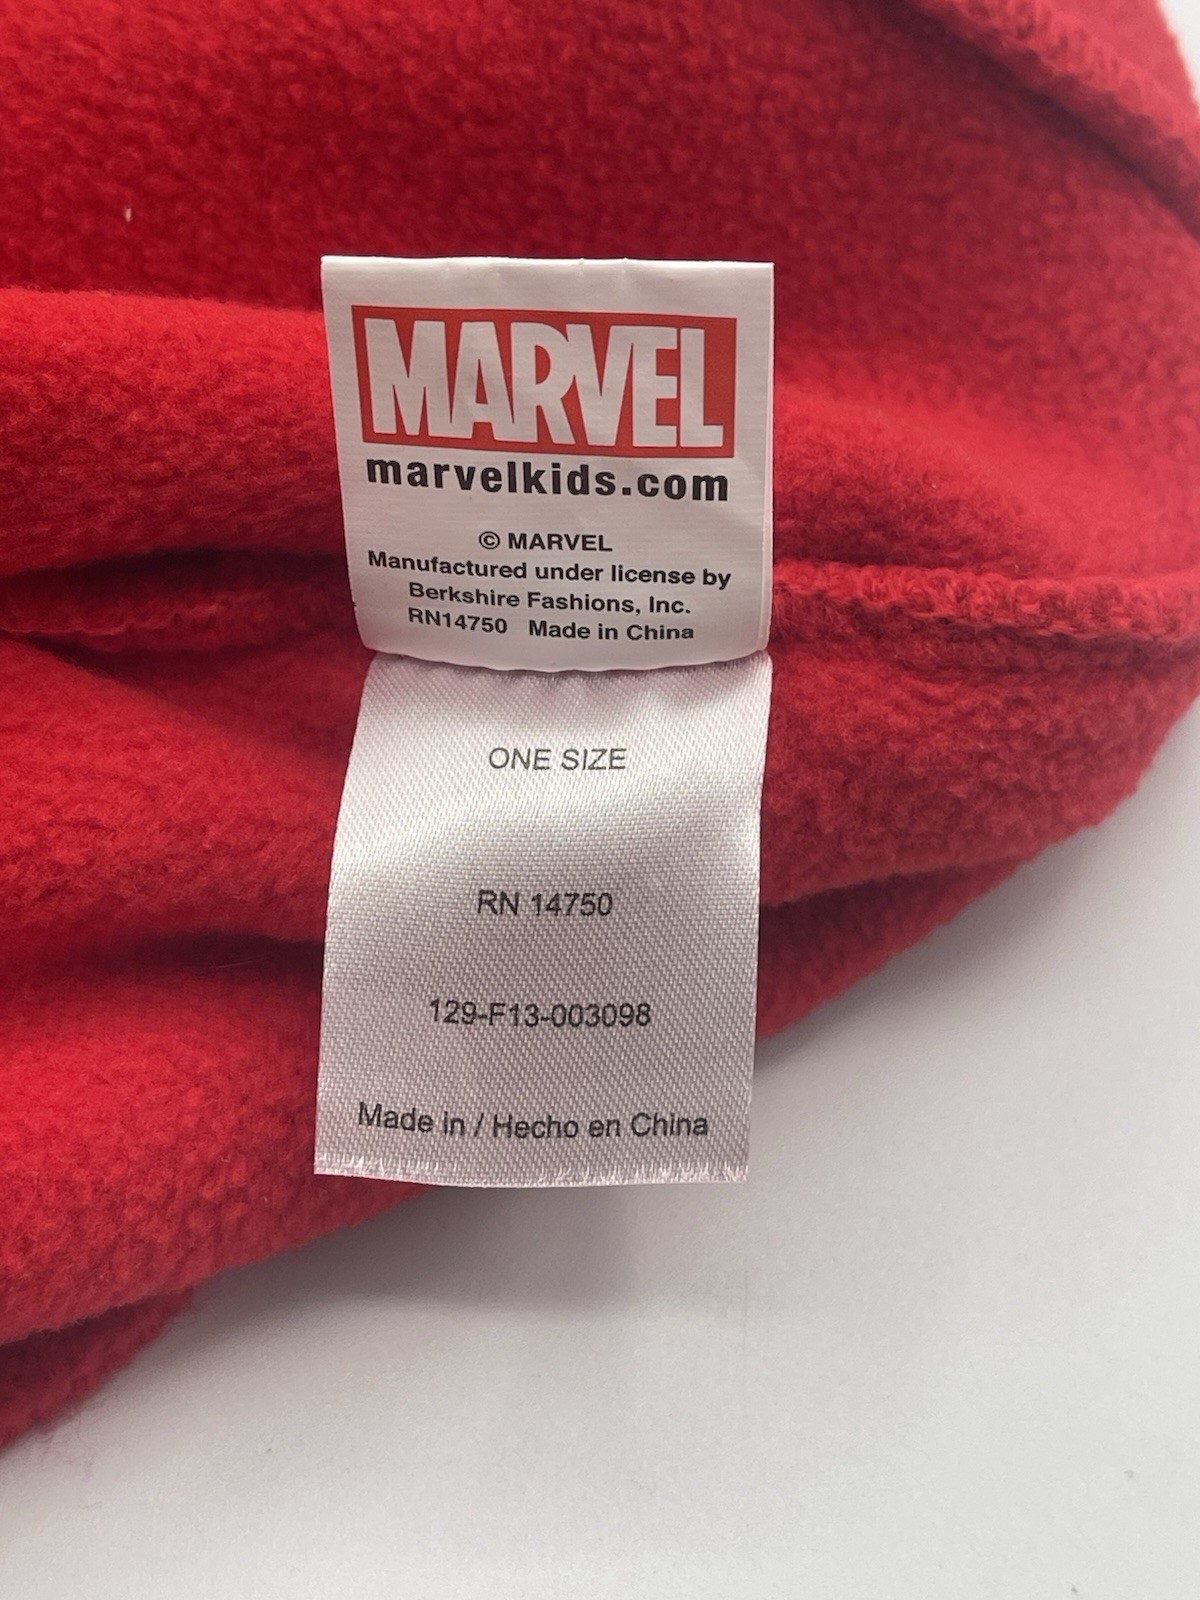 MARVEL
marvelkids.com
© MARVEL
Manufactured under license by
Berkshire Fashions, Inc.
RN14750 Made in China
ONE SIZE
RN 14750
129-F13-003098
Made in / Hecho en China